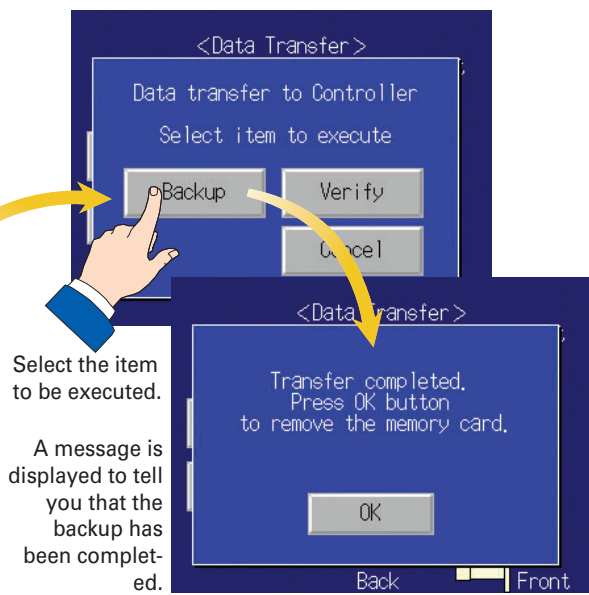 <Data Transfer>
Data transfer to Controller
Select item to execute
Backup
Verify
Cancel
Select the item
to be executed.
<Data Transfer>
Transfer completed.
Press OK button
to remove the memory card.
OK
A message is
displayed to tell
you that the
backup has
been complet-
ed.
Back
Front